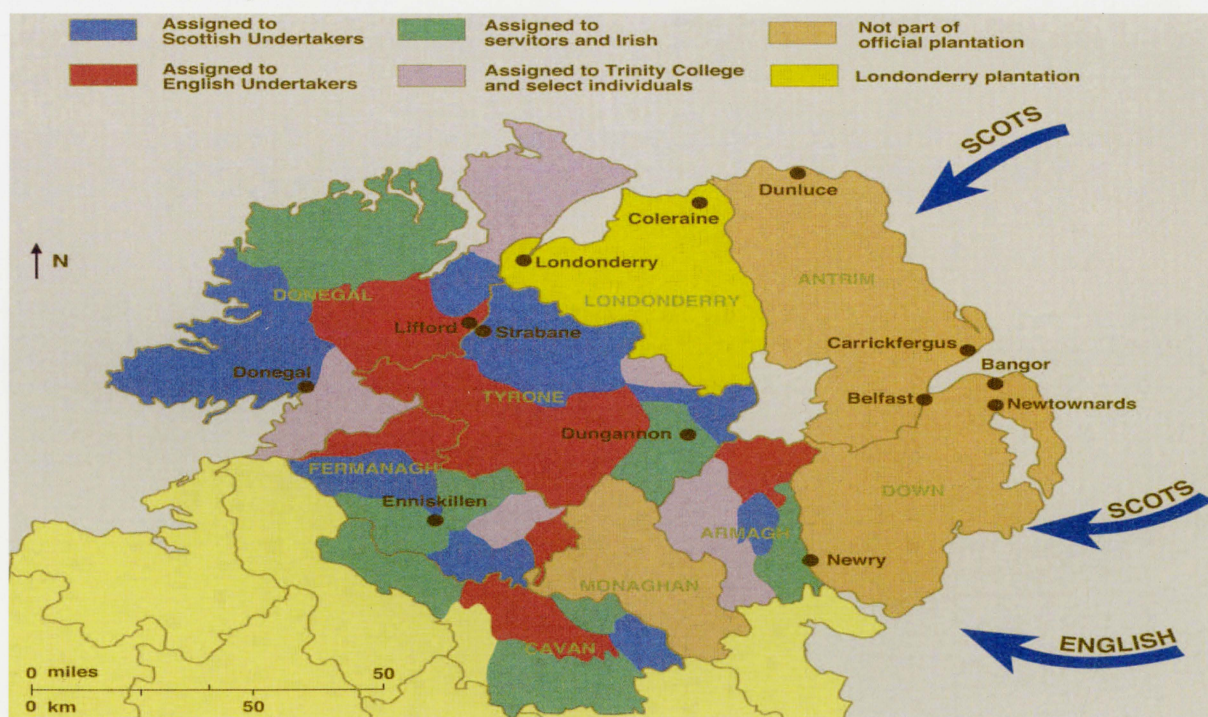 Assigned to
Scottish Undertakers
Assigned to
servitors and Irish
Not part of
official plantation
Assigned to
English Undertakers
Assigned to Trinity College
and select individuals
Londonderry plantation
SCOTS
Dunluce
Coleraine
N
Londonderry
ANTRIM
DONEGAL
LONDONDERRY
Lifford
Strabane
Carrickfergus
Bangor
Donegal
TYRONE
Belfast
Newtownards
Dungannon
FERMANAGH
DOWN
Enniskillen
SCOTS
ARMAGH
Newry
MONAGHAN
ENGLISH
CAVAN
0 miles 50
0 km 50